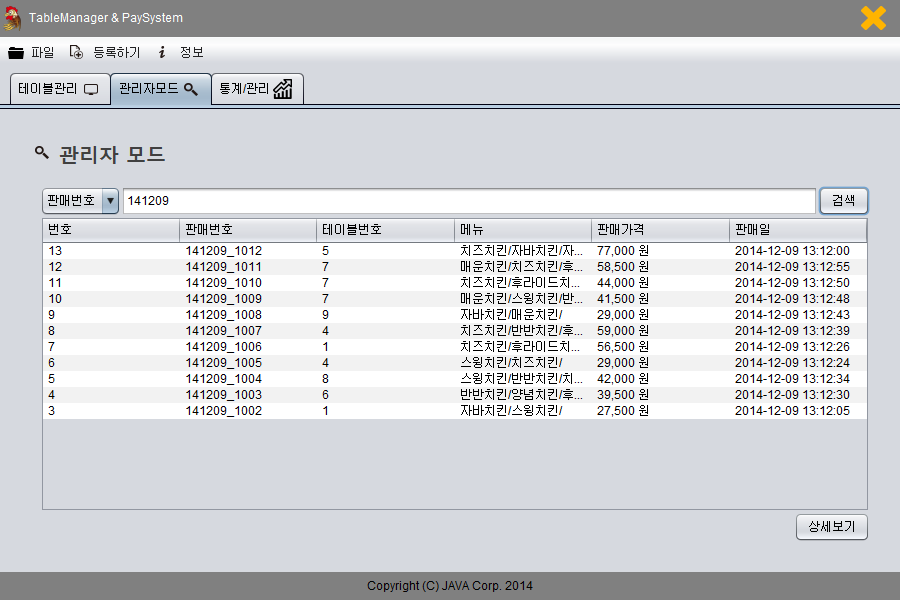 TableManager & PaySystem
파일 등록하기 i 정보
테이블관리 관리자모드 통계/관리
관리자 모드
판매번호 141209 검색
번호 판매번호 테이블번호 메뉴 판매가격 판매일
13 141209_1012 5 치즈치킨/자바치킨/자... 77,000 원 2014-12-09 13:12:00
12 141209_1011 7 매운치킨/치즈치킨/후... 58,500 원 2014-12-09 13:12:55
11 141209_1010 7 치즈치킨/후라이드치... 44,000 원 2014-12-09 13:12:50
10 141209_1009 7 매운치킨/스윙치킨/반... 41,500 원 2014-12-09 13:12:48
9 141209_1008 9 자바치킨/매운치킨/ 29,000 원 2014-12-09 13:12:43
8 141209_1007 4 치즈치킨/반반치킨/후... 59,000 원 2014-12-09 13:12:39
7 141209_1006 1 치즈치킨/후라이드치... 56,500 원 2014-12-09 13:12:26
6 141209_1005 4 스윙치킨/치즈치킨/ 29,000 원 2014-12-09 13:12:24
5 141209_1004 8 스윙치킨/반반치킨/치... 42,000 원 2014-12-09 13:12:34
4 141209_1003 6 반반치킨/양념치킨/후... 39,500 원 2014-12-09 13:12:30
3 141209_1002 1 자바치킨/스윙치킨/ 27,500 원 2014-12-09 13:12:05
상세보기
Copyright (C) JAVA Corp. 2014